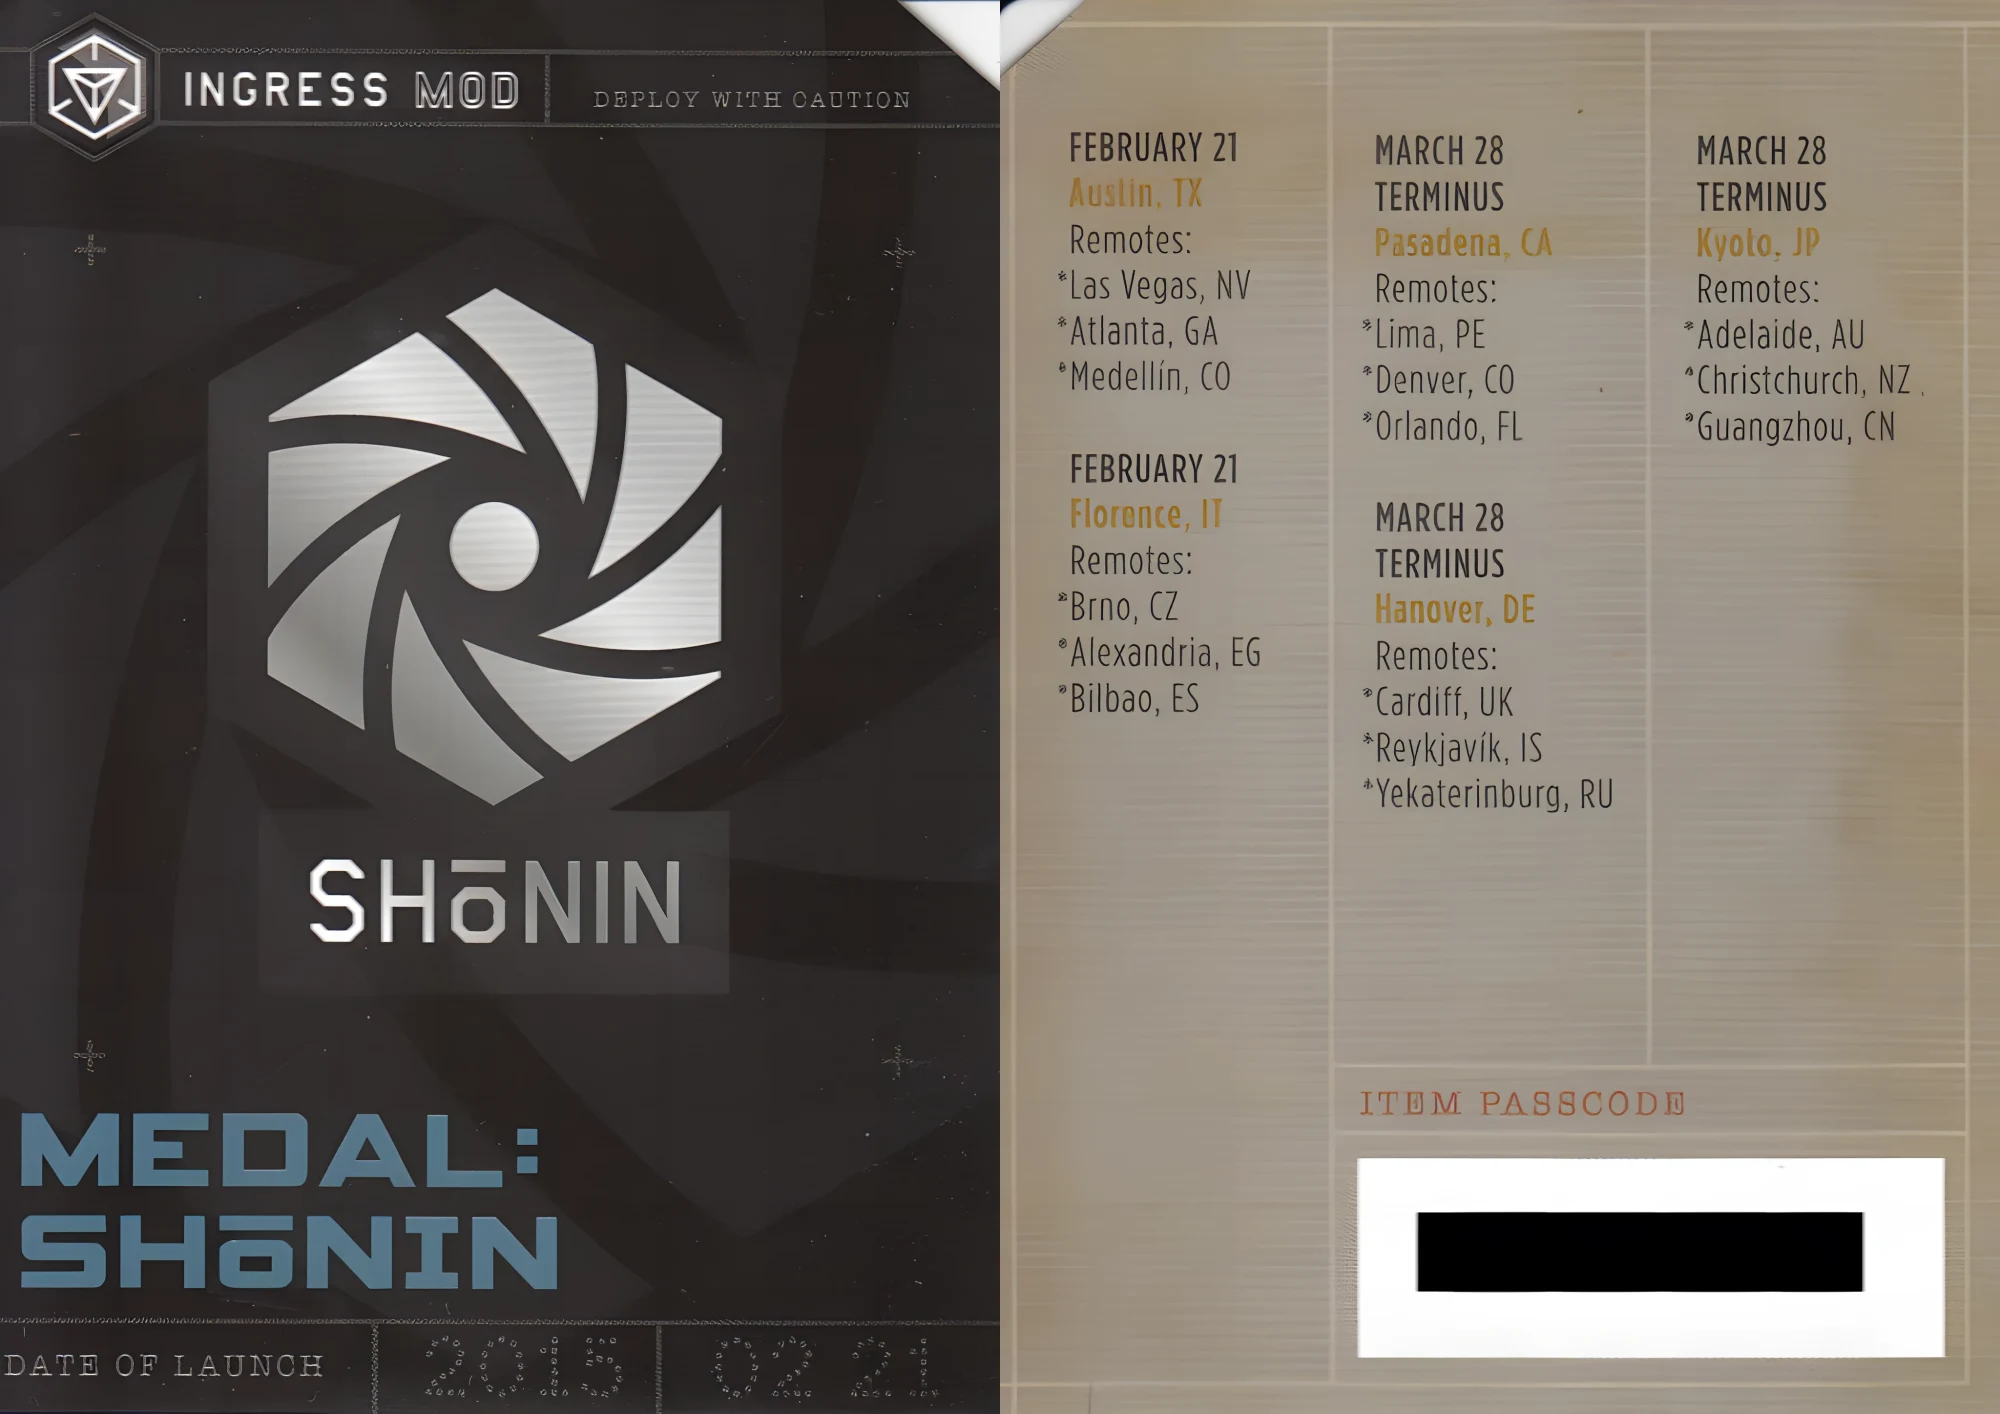 INGRESS MOD
DEPLOY WITH CAUTION
SHōNIN
MEDAL:
SHōNIN
DATE OF LAUNCH
2015 02 21
FEBRUARY 21
Austin, TX
Remotes:
*Las Vegas, NV
*Atlanta, GA
*Medellín, CO
FEBRUARY 21
Florence, IT
Remotes:
*Brno, CZ
*Alexandria, EG
*Bilbao, ES
MARCH 28
TERMINUS
Pasadena, CA
Remotes:
*Lima, PE
*Denver, CO
*Orlando, FL
MARCH 28
TERMINUS
Hanover, DE
Remotes:
*Cardiff, UK
*Reykjavík, IS
*Yekaterinburg, RU
MARCH 28
TERMINUS
Kyoto, JP
Remotes:
*Adelaide, AU
*Christchurch, NZ
*Guangzhou, CN
ITEM PASSCODE